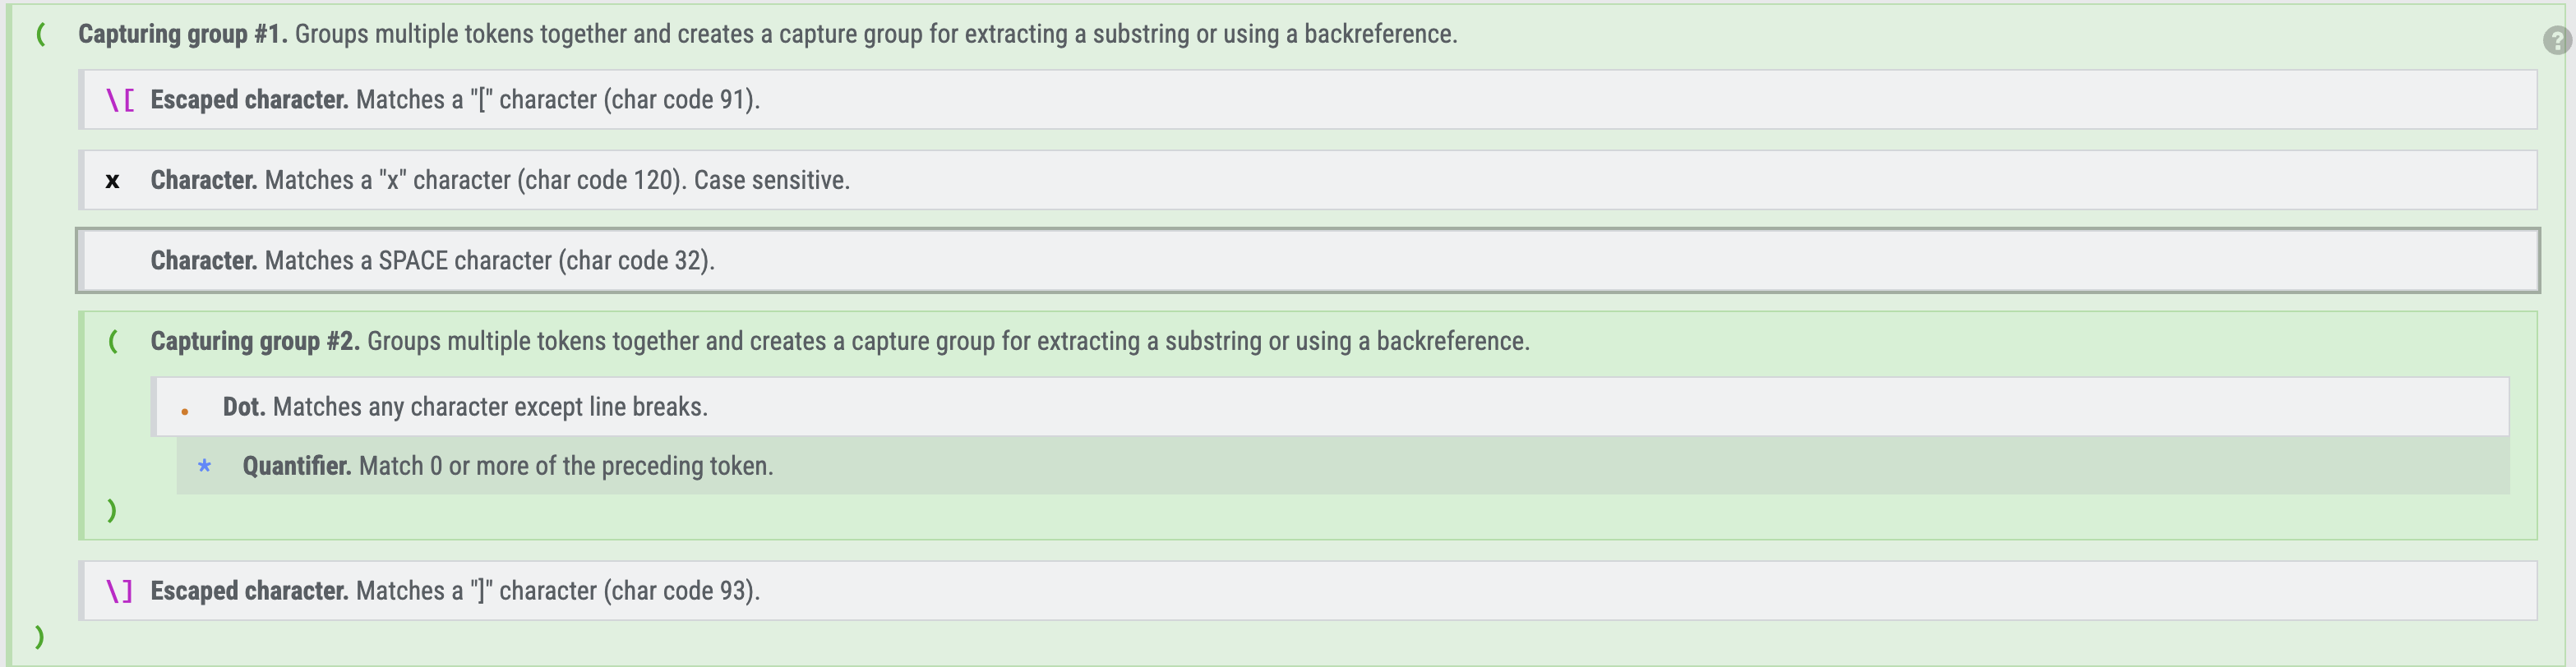 ( Capturing group #1. Groups multiple tokens together and creates a capture group for extracting a substring or using a backreference.
?
\[ Escaped character. Matches a "[" character (char code 91).
x Character. Matches a "x" character (char code 120). Case sensitive.
Character. Matches a SPACE character (char code 32).
( Capturing group #2. Groups multiple tokens together and creates a capture group for extracting a substring or using a backreference.
. Dot. Matches any character except line breaks.
* Quantifier. Match 0 or more of the preceding token.
)
\] Escaped character. Matches a "]" character (char code 93).
)